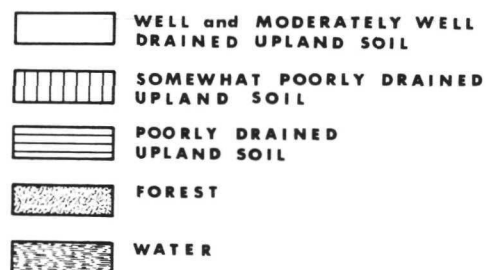 WELL and MODERATELY WELL
DRAINED UPLAND SOIL
SOMEWHAT POORLY DRAINED
UPLAND SOIL
POORLY DRAINED
UPLAND SOIL
FOREST
WATER